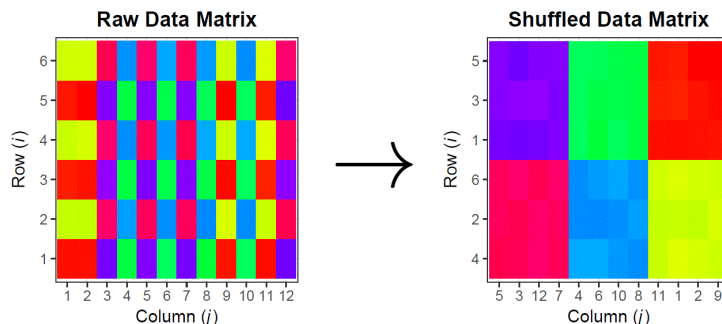 Raw Data Matrix
Row (i)
6
5
4
3
2
1
1 2 3 4 5 6 7 8 9 10 11 12
Column (j)
Shuffled Data Matrix
Row (i)
5
3
1
6
2
4
5 3 12 7 4 6 10 8 11 1 2 9
Column (j)